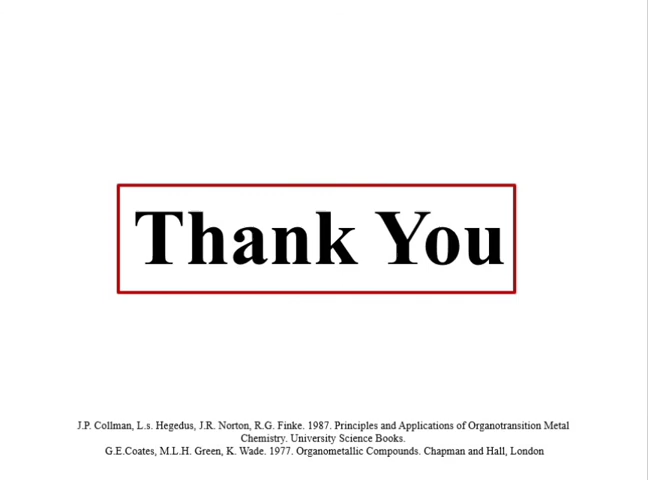 Thank You
J.P. Collman, L.s. Hegedus, J.R. Norton, R.G. Finke. 1987. Principles and Applications of Organotransition Metal
Chemistry. University Science Books.
G.E.Coates, M.L.H. Green, K. Wade. 1977. Organometallic Compounds. Chapman and Hall, London